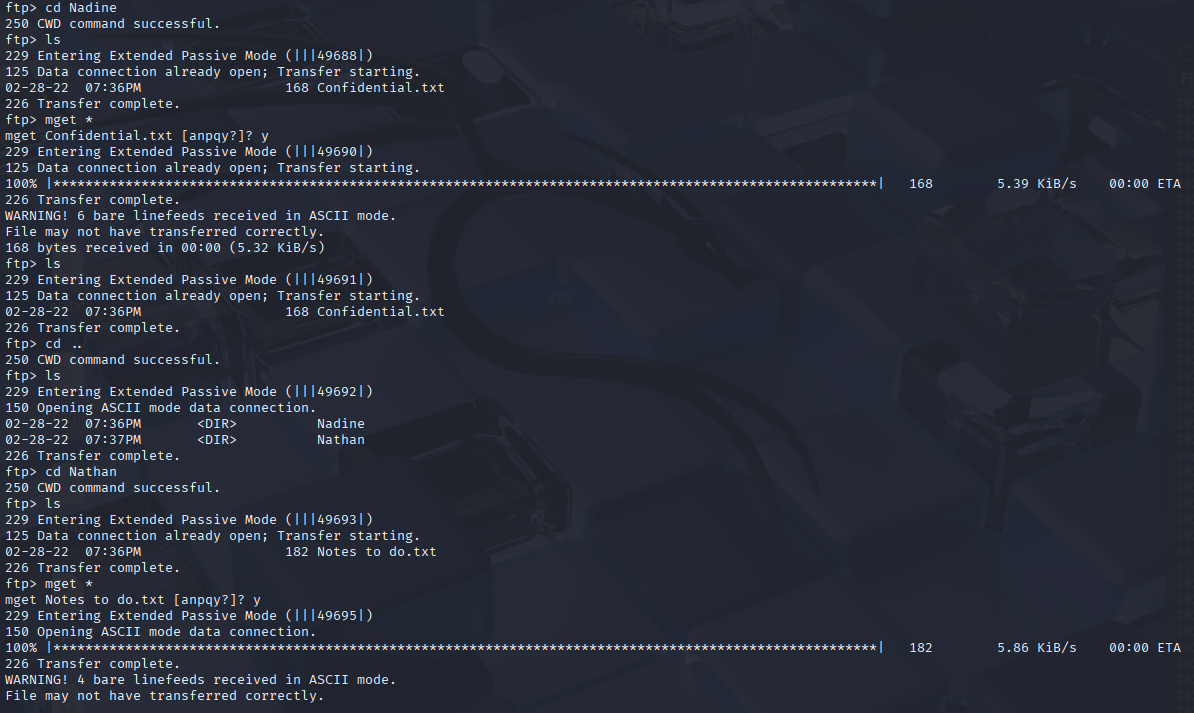 ftp> cd Nadine
250 CWD command successful.
ftp> ls
229 Entering Extended Passive Mode (|||49688|)
125 Data connection already open; Transfer starting.
02-28-22  07:36PM                  168 Confidential.txt
226 Transfer complete.
ftp> mget *
mget Confidential.txt [anpqy?]? y
229 Entering Extended Passive Mode (|||49690|)
125 Data connection already open; Transfer starting.
100% |*******************************************************************************************************|   168        5.39 KiB/s    00:00 ETA
226 Transfer complete.
WARNING! 6 bare linefeeds received in ASCII mode.
File may not have transferred correctly.
168 bytes received in 00:00 (5.32 KiB/s)
ftp> ls
229 Entering Extended Passive Mode (|||49691|)
125 Data connection already open; Transfer starting.
02-28-22  07:36PM                  168 Confidential.txt
226 Transfer complete.
ftp> cd ..
250 CWD command successful.
ftp> ls
229 Entering Extended Passive Mode (|||49692|)
150 Opening ASCII mode data connection.
02-28-22  07:36PM       <DIR>          Nadine
02-28-22  07:37PM       <DIR>          Nathan
226 Transfer complete.
ftp> cd Nathan
250 CWD command successful.
ftp> ls
229 Entering Extended Passive Mode (|||49693|)
125 Data connection already open; Transfer starting.
02-28-22  07:36PM                  182 Notes to do.txt
226 Transfer complete.
ftp> mget *
mget Notes to do.txt [anpqy?]? y
229 Entering Extended Passive Mode (|||49695|)
150 Opening ASCII mode data connection.
100% |*******************************************************************************************************|   182        5.86 KiB/s    00:00 ETA
226 Transfer complete.
WARNING! 4 bare linefeeds received in ASCII mode.
File may not have transferred correctly.